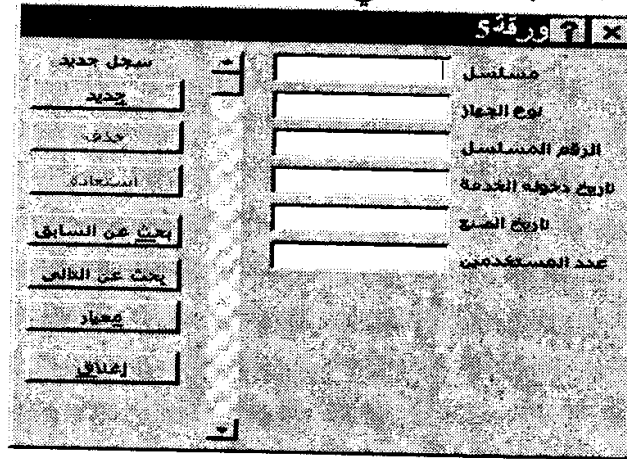 ورقة5
مسلسل
نوع الجهاز
الرقم المسلسل
تاريخ دخوله الخدمة
تاريخ الصنع
عدد المستخدمين
سجل جديد
جديد
حذف
استعادة
بحث عن السابق
بحث عن التالى
معيار
إغلاق